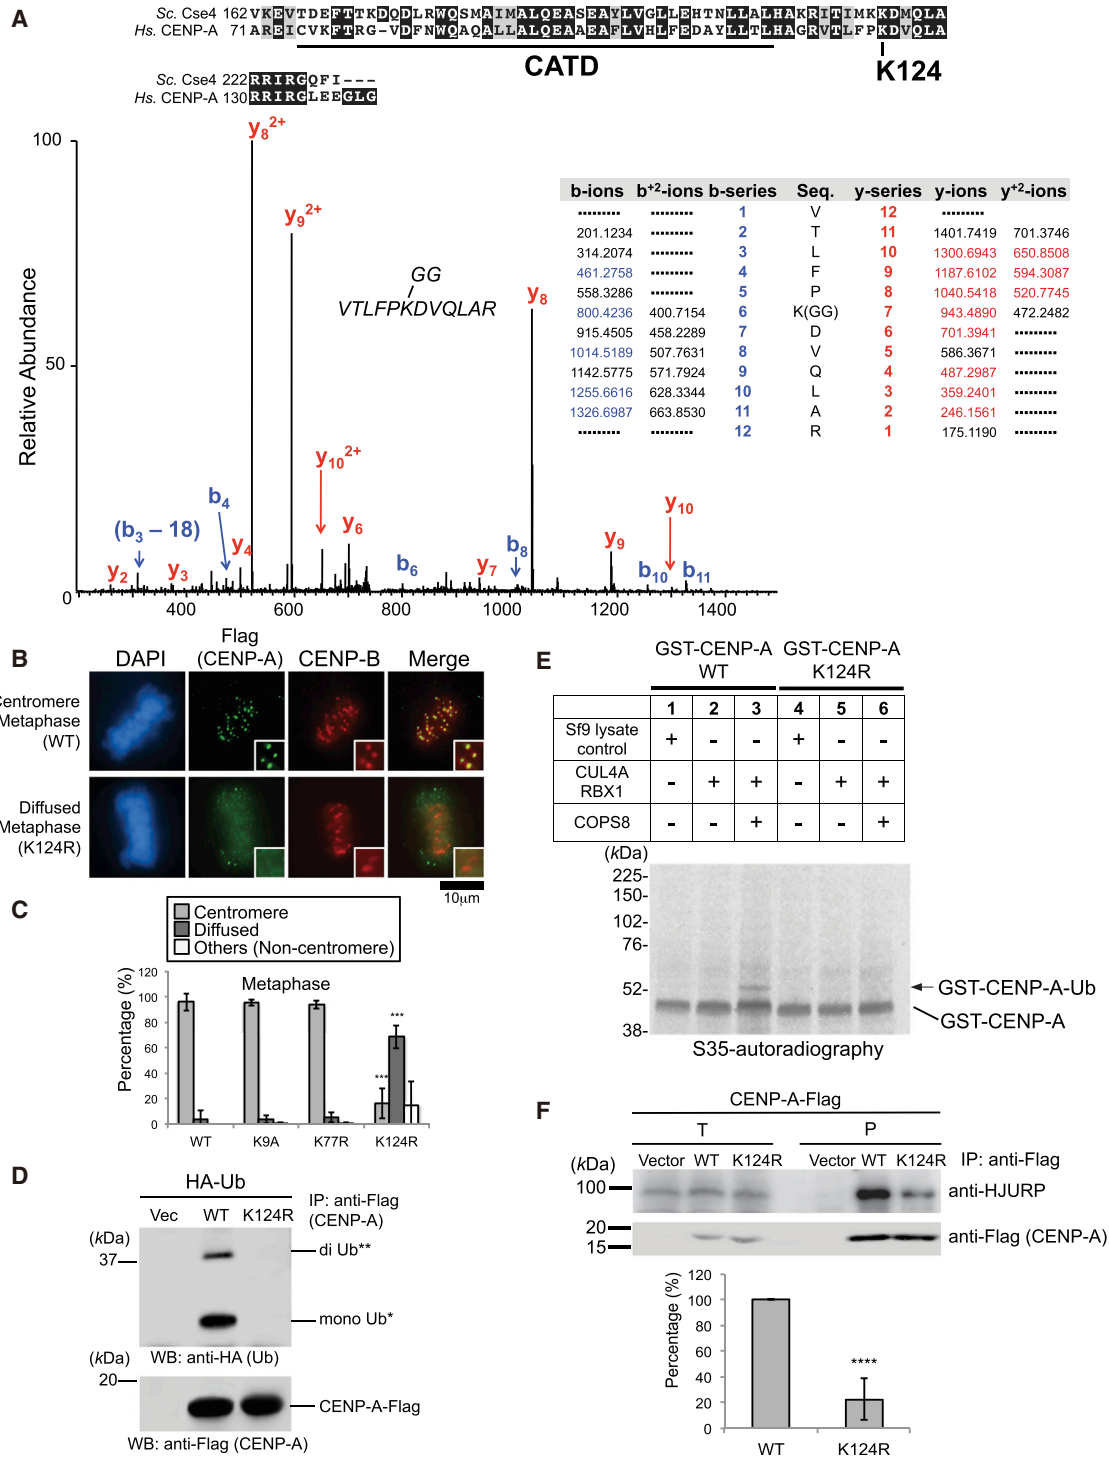 A
Sc. Cse4 162 VKEVTDEFTTKDQDLRWQSMAIMALQEASEAYLVGLLEHTNLLALHAKRITIMKKDMQLA
Hs. CENP-A 71 AREICVKFTRG-VDFNWQAQALLALQEAAEAFLVHLFEDAYLLTLHAGRVTLFPKDVQLA
CATD
K124
Sc. Cse4 222 RRIRGQFI---
Hs. CENP-A 130 RRIRGLEEGLG
Relative Abundance
100
50
0
400 600 800 1000 1200 1400
y8 2+
y9 2+
y10 2+
y8
y6
y4
b4
(b3 – 18)
y2
y3
b6
y7
b8
y9
y10
b10
b11
GG
VTLFPKDVQLAR
b-ions b+2-ions b-series Seq. y-series y-ions y+2-ions
--------- --------- 1 V 12 ---------
201.1234 --------- 2 T 11 1401.7419 701.3746
314.2074 --------- 3 L 10 1300.6943 650.8508
461.2758 --------- 4 F 9 1187.6102 594.3087
558.3286 --------- 5 P 8 1040.5418 520.7745
800.4236 400.7154 6 K(GG) 7 943.4890 472.2482
915.4505 458.2289 7 D 6 701.3941 ---------
1014.5189 507.7631 8 V 5 586.3671 ---------
1142.5775 571.7924 9 Q 4 487.2987 ---------
1255.6616 628.3344 10 L 3 359.2401 ---------
1326.6987 663.8530 11 A 2 246.1561 ---------
--------- --------- 12 R 1 175.1190 ---------
B
DAPI Flag (CENP-A) CENP-B Merge
entromere
Metaphase
(WT)
Diffused
Metaphase
(K124R)
10µm
C
Centromere
Diffused
Others (Non-centromere)
Metaphase
Percentage (%)
120
100
80
60
40
20
0
***
***
WT K9A K77R K124R
D
HA-Ub
Vec WT K124R
IP: anti-Flag
(CENP-A)
(kDa)
37
di Ub**
mono Ub*
WB: anti-HA (Ub)
(kDa)
20
CENP-A-Flag
WB: anti-Flag (CENP-A)
E
GST-CENP-A WT
GST-CENP-A K124R
1 2 3 4 5 6
Sf9 lysate control + - - + - -
CUL4A RBX1 - + + - + +
COPS8 - - + - - +
(kDa)
225-
150-
102-
76-
52-
38-
GST-CENP-A-Ub
GST-CENP-A
S35-autoradiography
F
CENP-A-Flag
T P
(kDa) Vector WT K124R Vector WT K124R IP: anti-Flag
100
anti-HJURP
20
15
anti-Flag (CENP-A)
Percentage (%)
120
100
80
60
40
20
0
****
WT K124R